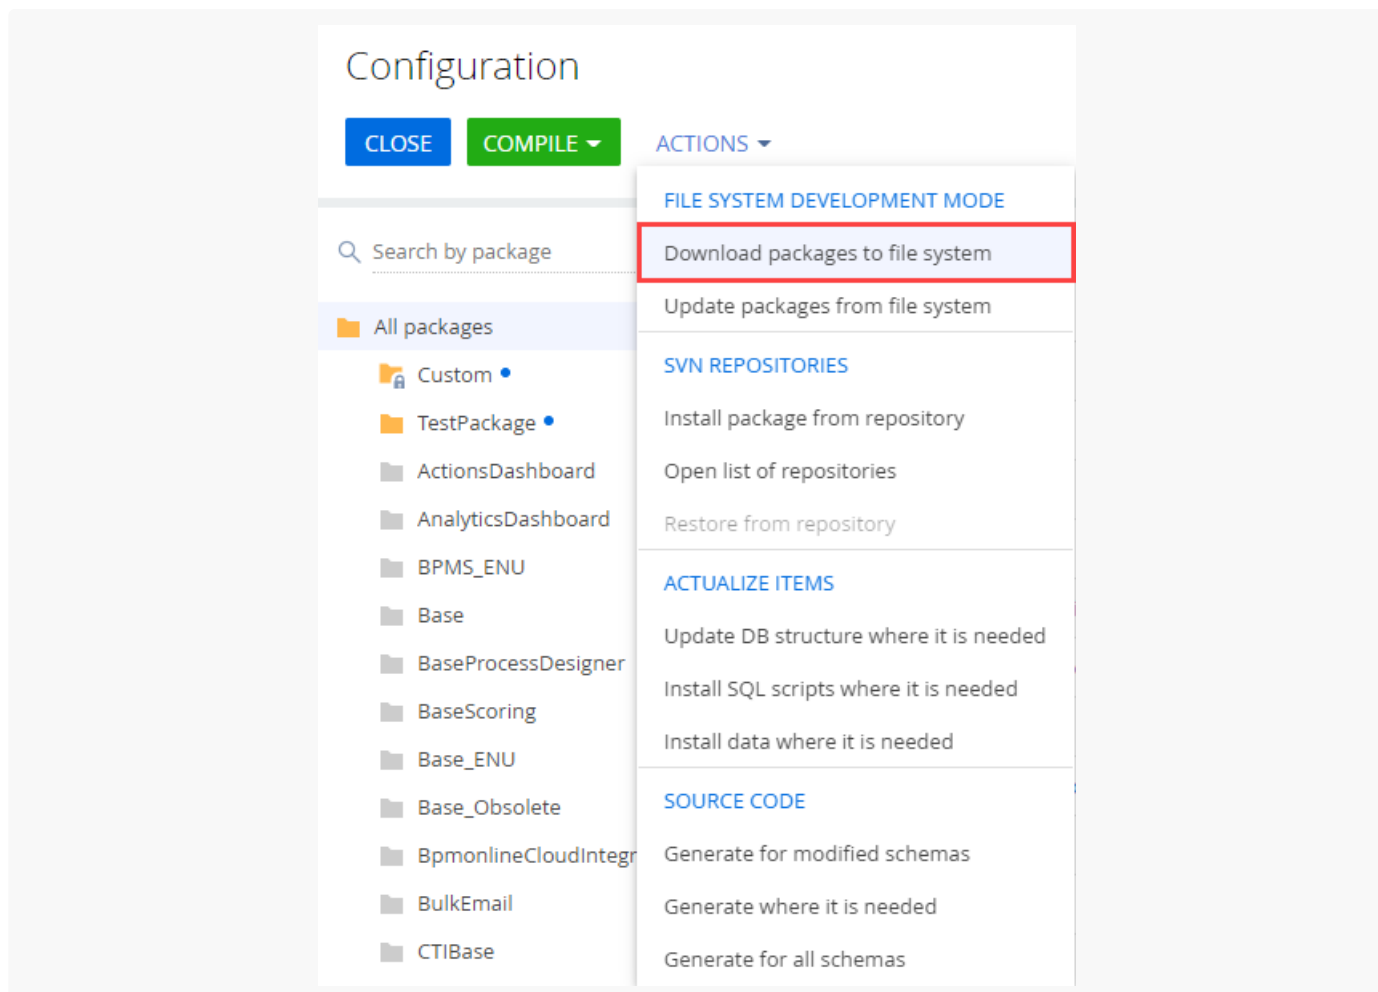 Configuration
CLOSE
COMPILE
ACTIONS
Search by package
All packages
Custom
TestPackage
ActionsDashboard
AnalyticsDashboard
BPMS_ENU
Base
BaseProcessDesigner
BaseScoring
Base_ENU
Base_Obsolete
BpmonlineCloudIntegr
BulkEmail
CTIBase
FILE SYSTEM DEVELOPMENT MODE
Download packages to file system
Update packages from file system
SVN REPOSITORIES
Install package from repository
Open list of repositories
Restore from repository
ACTUALIZE ITEMS
Update DB structure where it is needed
Install SQL scripts where it is needed
Install data where it is needed
SOURCE CODE
Generate for modified schemas
Generate where it is needed
Generate for all schemas